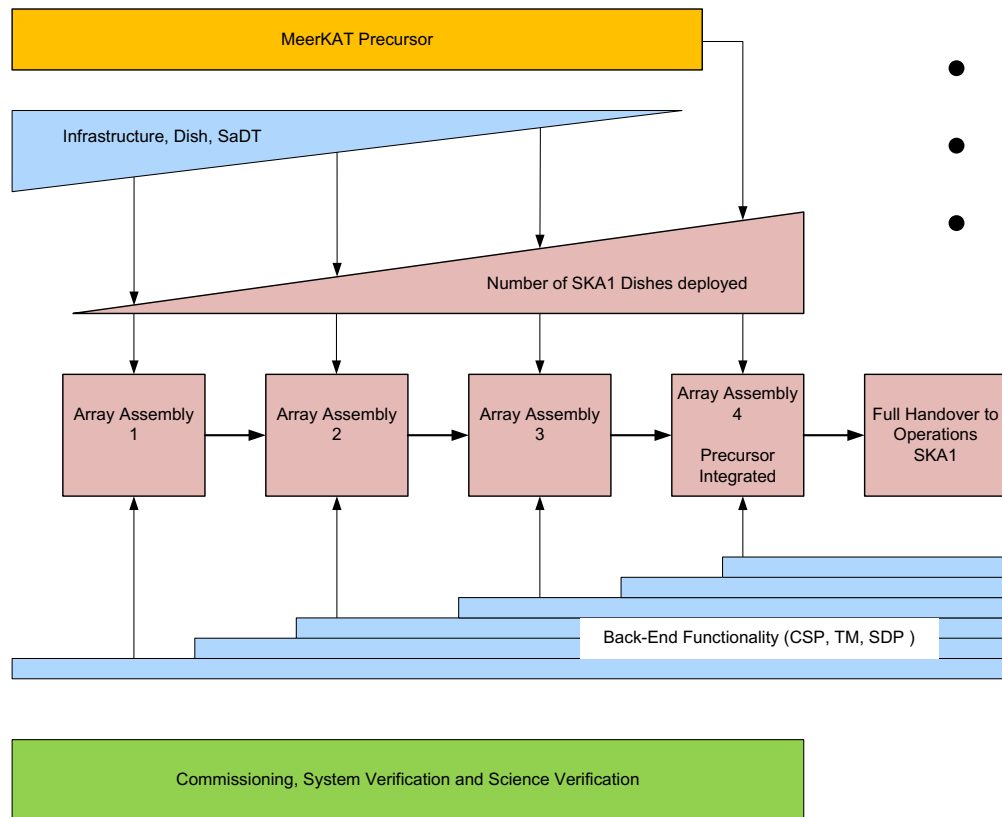 MeerKAT Precursor
Infrastructure, Dish, SaDT
Number of SKA1 Dishes deployed
Array Assembly
1
Array Assembly
2
Array Assembly
3
Array Assembly
4
Precursor
Integrated
Full Handover to
Operations
SKA1
Back-End Functionality (CSP, TM, SDP )
Commissioning, System Verification and Science Verification